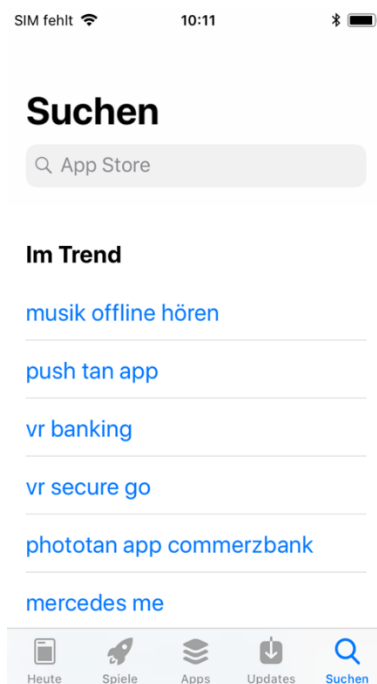 SIM fehlt 10:11
Suchen
App Store
Im Trend
musik offline hören
push tan app
vr banking
vr secure go
phototan app commerzbank
mercedes me
Heute Spiele Apps Updates Suchen